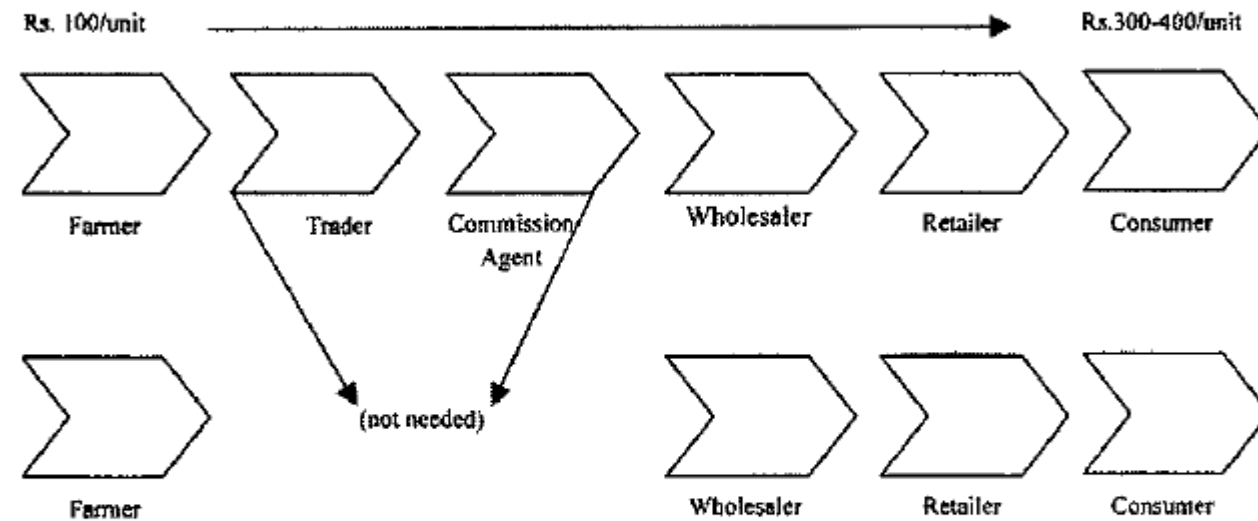 Rs. 100/unit
Rs.300-400/unit
Farmer
Trader
Commission
Agent
Wholesaler
Retailer
Consumer
(not needed)
Farmer
Wholesaler
Retailer
Consumer